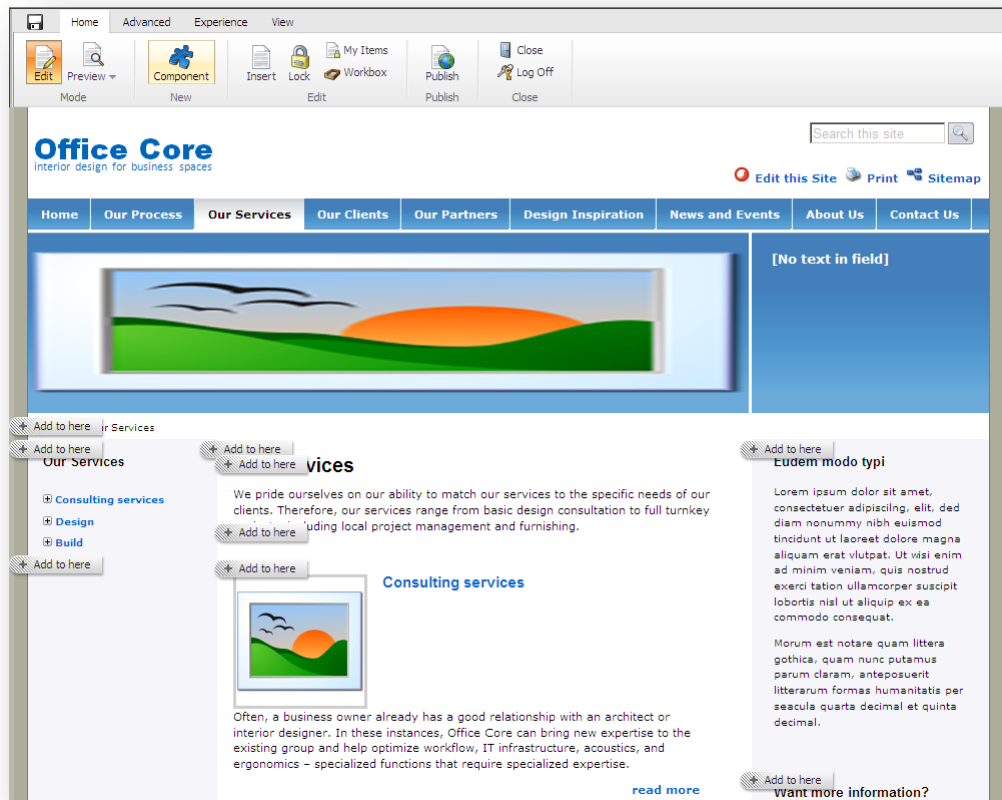 Home Advanced Experience View
Edit Preview Component Insert Lock My Items Workbox Publish Close Log Off
Mode New Edit Publish Close
Office Core
interior design for business spaces
Search this site
Edit this Site Print Sitemap
Home Our Process Our Services Our Clients Our Partners Design Inspiration News and Events About Us Contact Us
[No text in field]
+ Add to here ir Services
+ Add to here
Our Services
+ Consulting services
+ Design
+ Build
+ Add to here
+ Add to here
+ Add to here vices
We pride ourselves on our ability to match our services to the specific needs of our
clients. Therefore, our services range from basic design consultation to full turnkey
+ Add to here luding local project management and furnishing.
+ Add to here
Consulting services
Often, a business owner already has a good relationship with an architect or
interior designer. In these instances, Office Core can bring new expertise to the
existing group and help optimize workflow, IT infrastructure, acoustics, and
ergonomics – specialized functions that require specialized expertise.
read more
+ Add to here
Eudem modo typi
Lorem ipsum dolor sit amet,
consectetuer adipiscilng, elit, ded
diam nonummy nibh euismod
tincidunt ut laoreet dolore magna
aliquam erat vlutpat. Ut wisi enim
ad minim veniam, quis nostrud
exerci tation ullamcorper suscipit
lobortis nisl ut aliquip ex ea
commodo consequat.
Morum est notare quam littera
gothica, quam nunc putamus
parum claram, anteposuerit
litterarum formas humanitatis per
seacula quarta decimal et quinta
decimal.
+ Add to here
Want more information?